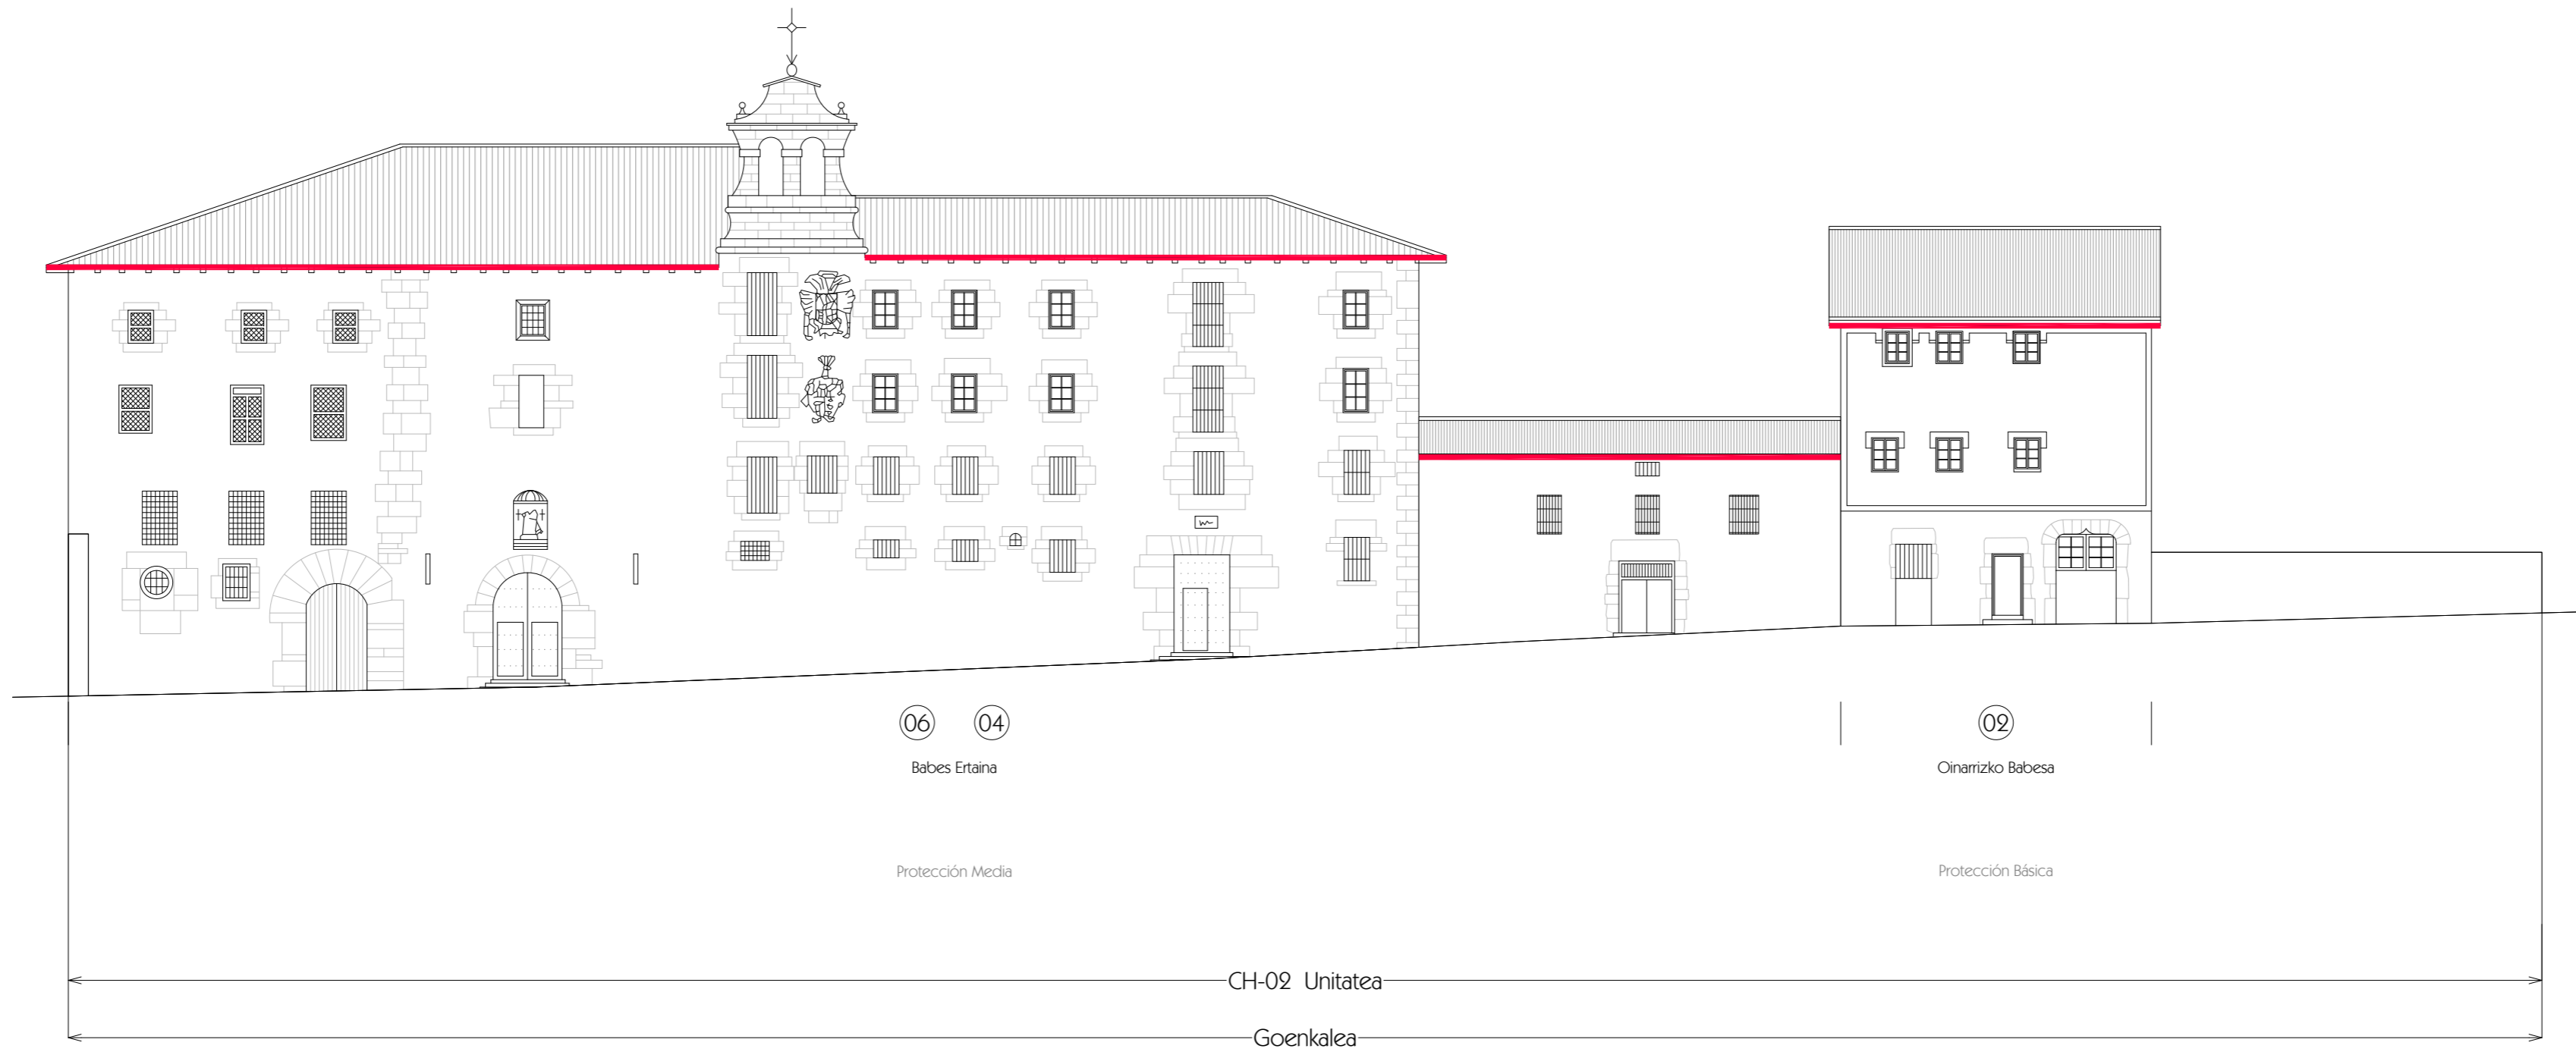 06 04
02
Babes Ertaina
Oinarrizko Babesa
Protección Media
Protección Básica
CH-02 Unitatea
Goenkalea